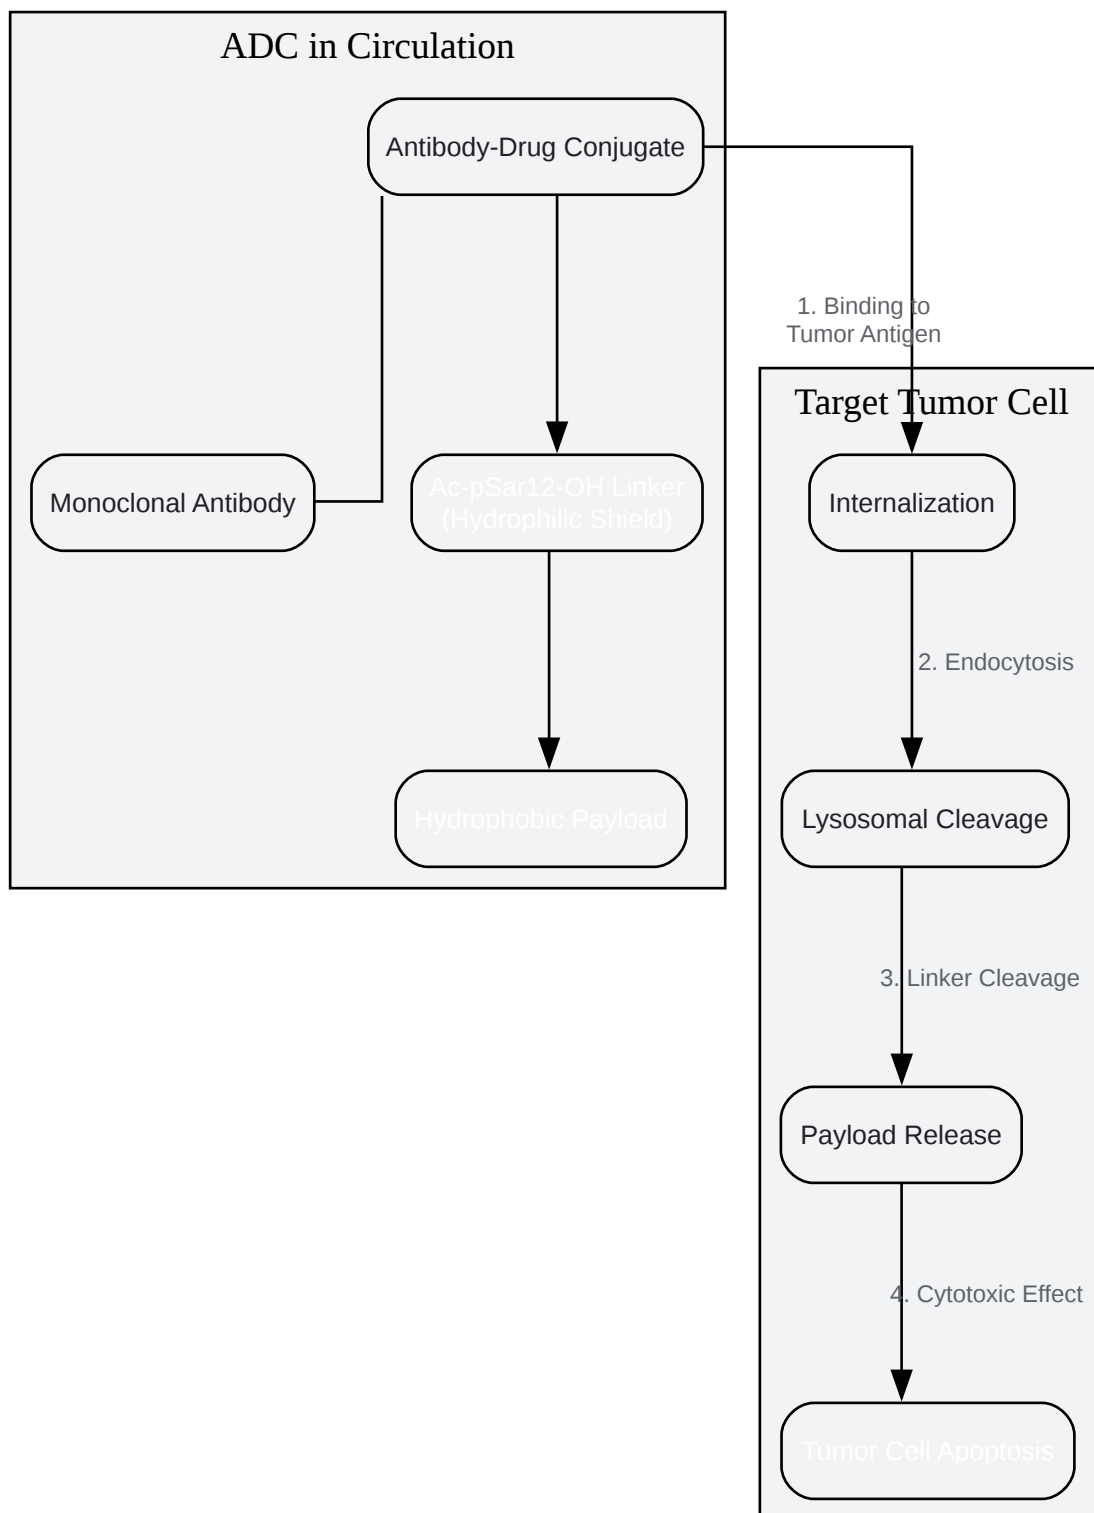 ADC in Circulation
Antibody-Drug Conjugate
1. Binding to
Tumor Antigen
Target Tumor Cell
Monoclonal Antibody
Ac-pSar12-OH Linker
(Hydrophilic Shield)
Internalization
2. Endocytosis
Hydrophobic Payload
Lysosomal Cleavage
3. Linker Cleavage
Payload Release
4. Cytotoxic Effect
Tumor Cell Apoptosis